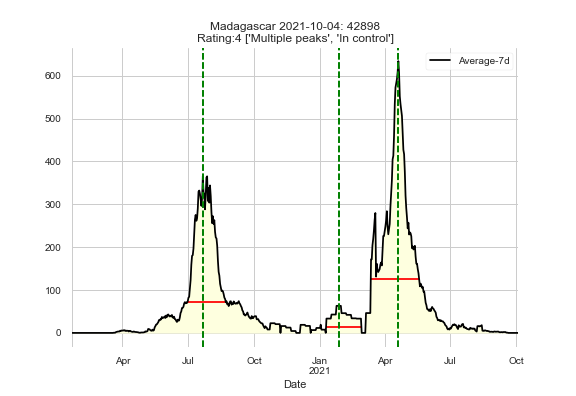 Madagascar 2021-10-04: 42898
Rating:4 ['Multiple peaks', 'In control']
Average-7d
600
500
400
300
200
100
0
Apr Jul Oct Jan Apr Jul Oct
2021
Date